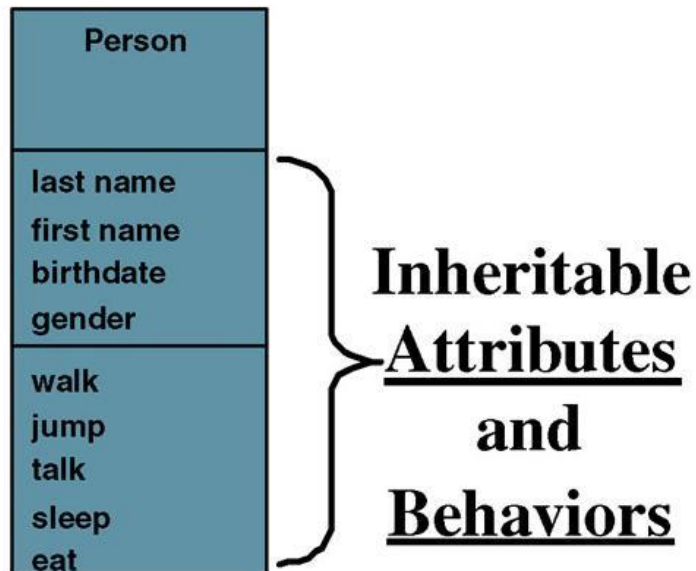 Person
last name
first name
birthdate
gender
walk
jump
talk
sleep
eat
Inheritable
Attributes
and
Behaviors